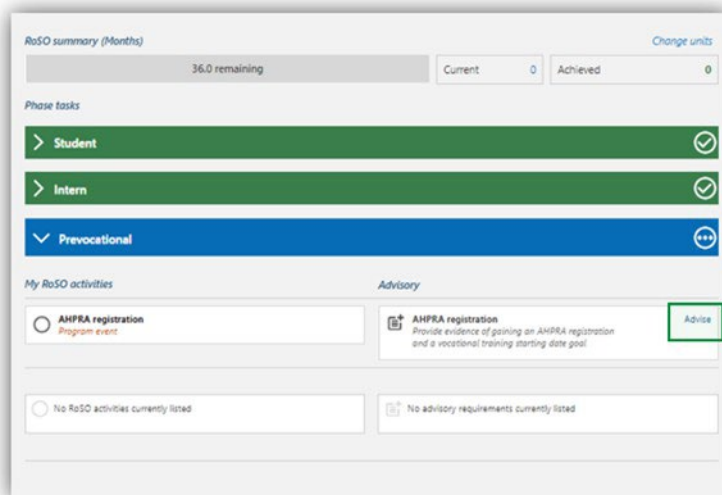 RoSO summary (Months)
Change units
36.0 remaining
Current 0
Achieved 0
Phase tasks
Student
Intern
Prevocational
My RoSO activities
Advisory
AHPRA registration
Program event
AHPRA registration
Advise
Provide evidence of gaining an AHPRA registration
and a vocational training starting date goal
No RoSO activities currently listed
No advisory requirements currently listed